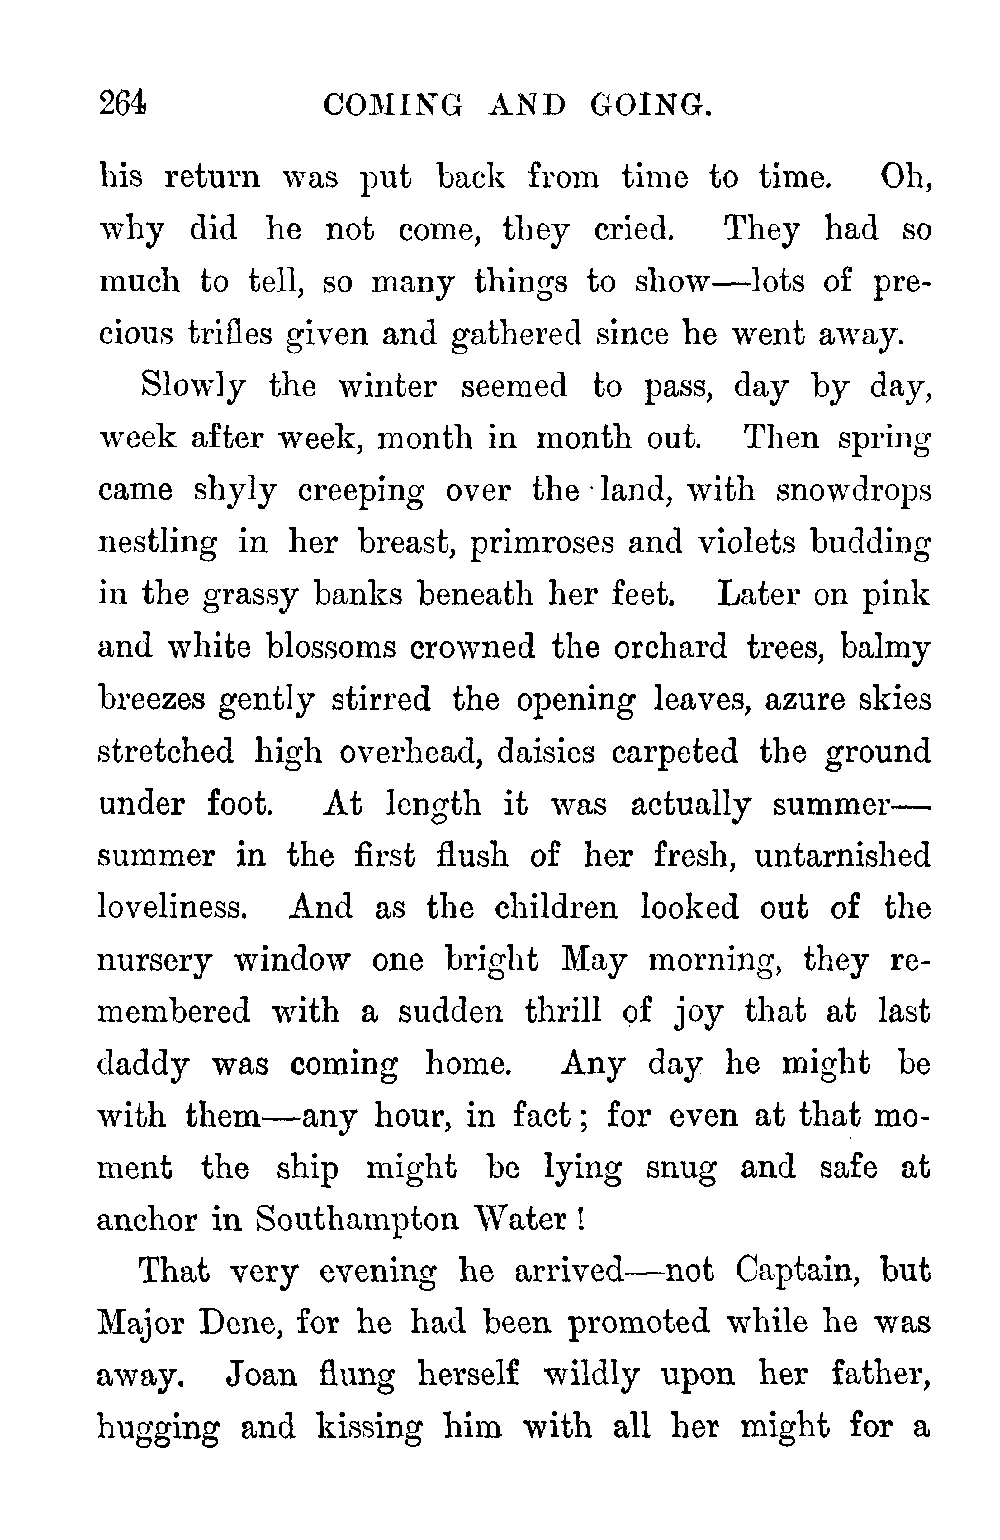 264 COMING AND GOING.
his return was put back from time to time. Oh,
why did he not come, they cried. They had so
much to tell, so many things to show—lots of pre-
cious trifles given and gathered since he went away.
Slowly the winter seemed to pass, day by day,
week after week, month in month out. Then spring
came shyly creeping over the land, with snowdrops
nestling in her breast, primroses and violets budding
in the grassy banks beneath her feet. Later on pink
and white blossoms crowned the orchard trees, balmy
breezes gently stirred the opening leaves, azure skies
stretched high overhead, daisies carpeted the ground
under foot. At length it was actually summer—
summer in the first flush of her fresh, untarnished
loveliness. And as the children looked out of the
nursery window one bright May morning, they re-
membered with a sudden thrill of joy that at last
daddy was coming home. Any day he might be
with them—any hour, in fact; for even at that mo-
ment the ship might be lying snug and safe at
anchor in Southampton Water!
That very evening he arrived—not Captain, but
Major Dene, for he had been promoted while he was
away. Joan flung herself wildly upon her father,
hugging and kissing him with all her might for a